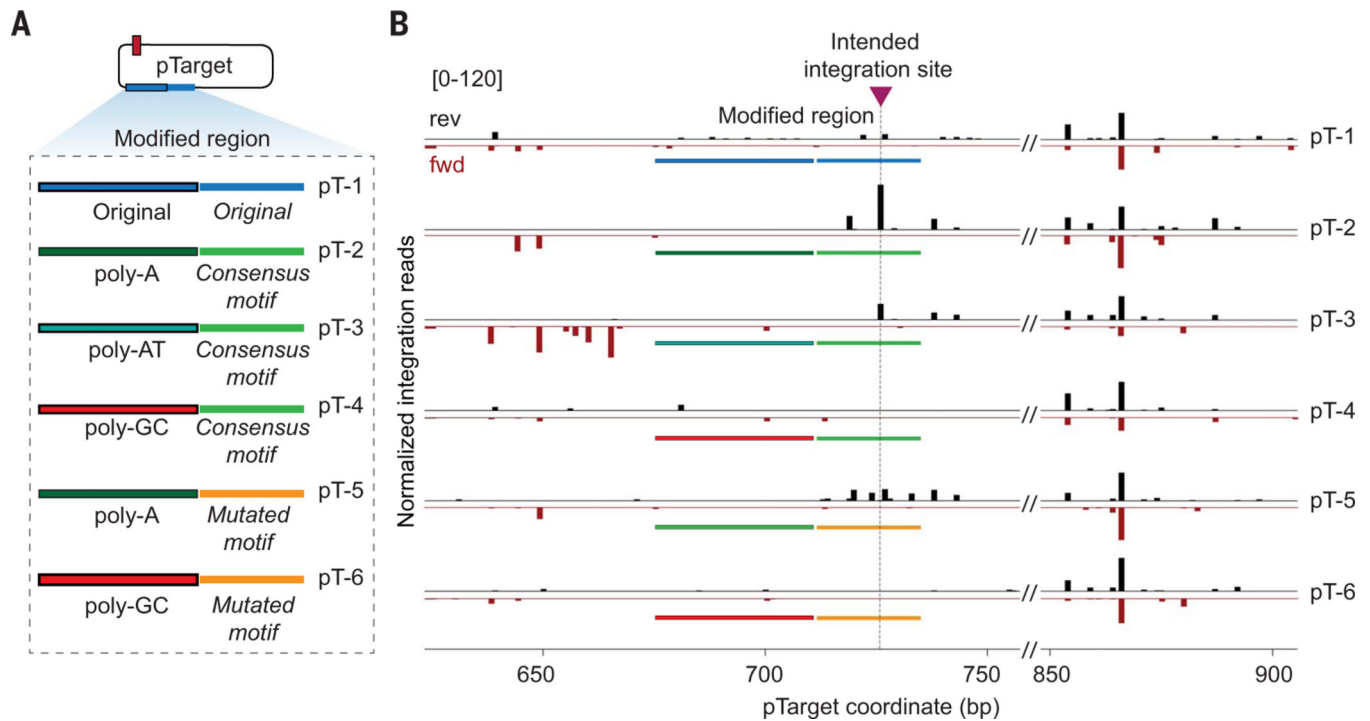 A
pTarget
Modified region
pT-1
Original
Original
pT-2
poly-A
Consensus
motif
pT-3
poly-AT
Consensus
motif
pT-4
poly-GC
Consensus
motif
pT-5
poly-A
Mutated
motif
pT-6
poly-GC
Mutated
motif
B
Intended
integration site
[0-120]
Modified region
rev
fwd
Normalized integration reads
//
pT-1
//
pT-2
//
pT-3
//
pT-4
//
pT-5
//
pT-6
//
650
700
750
850
900
pTarget coordinate (bp)